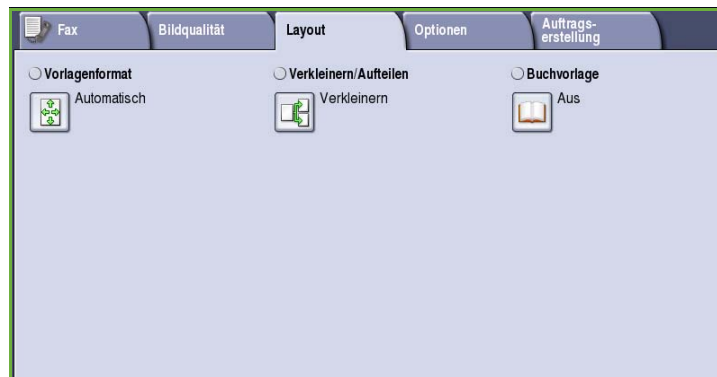 Fax
Bildqualität
Layout
Optionen
Auftrags-
erstellung
Vorlagenformat
Automatisch
Verkleinern/Aufteilen
Verkleinern
Buchvorlage
Aus